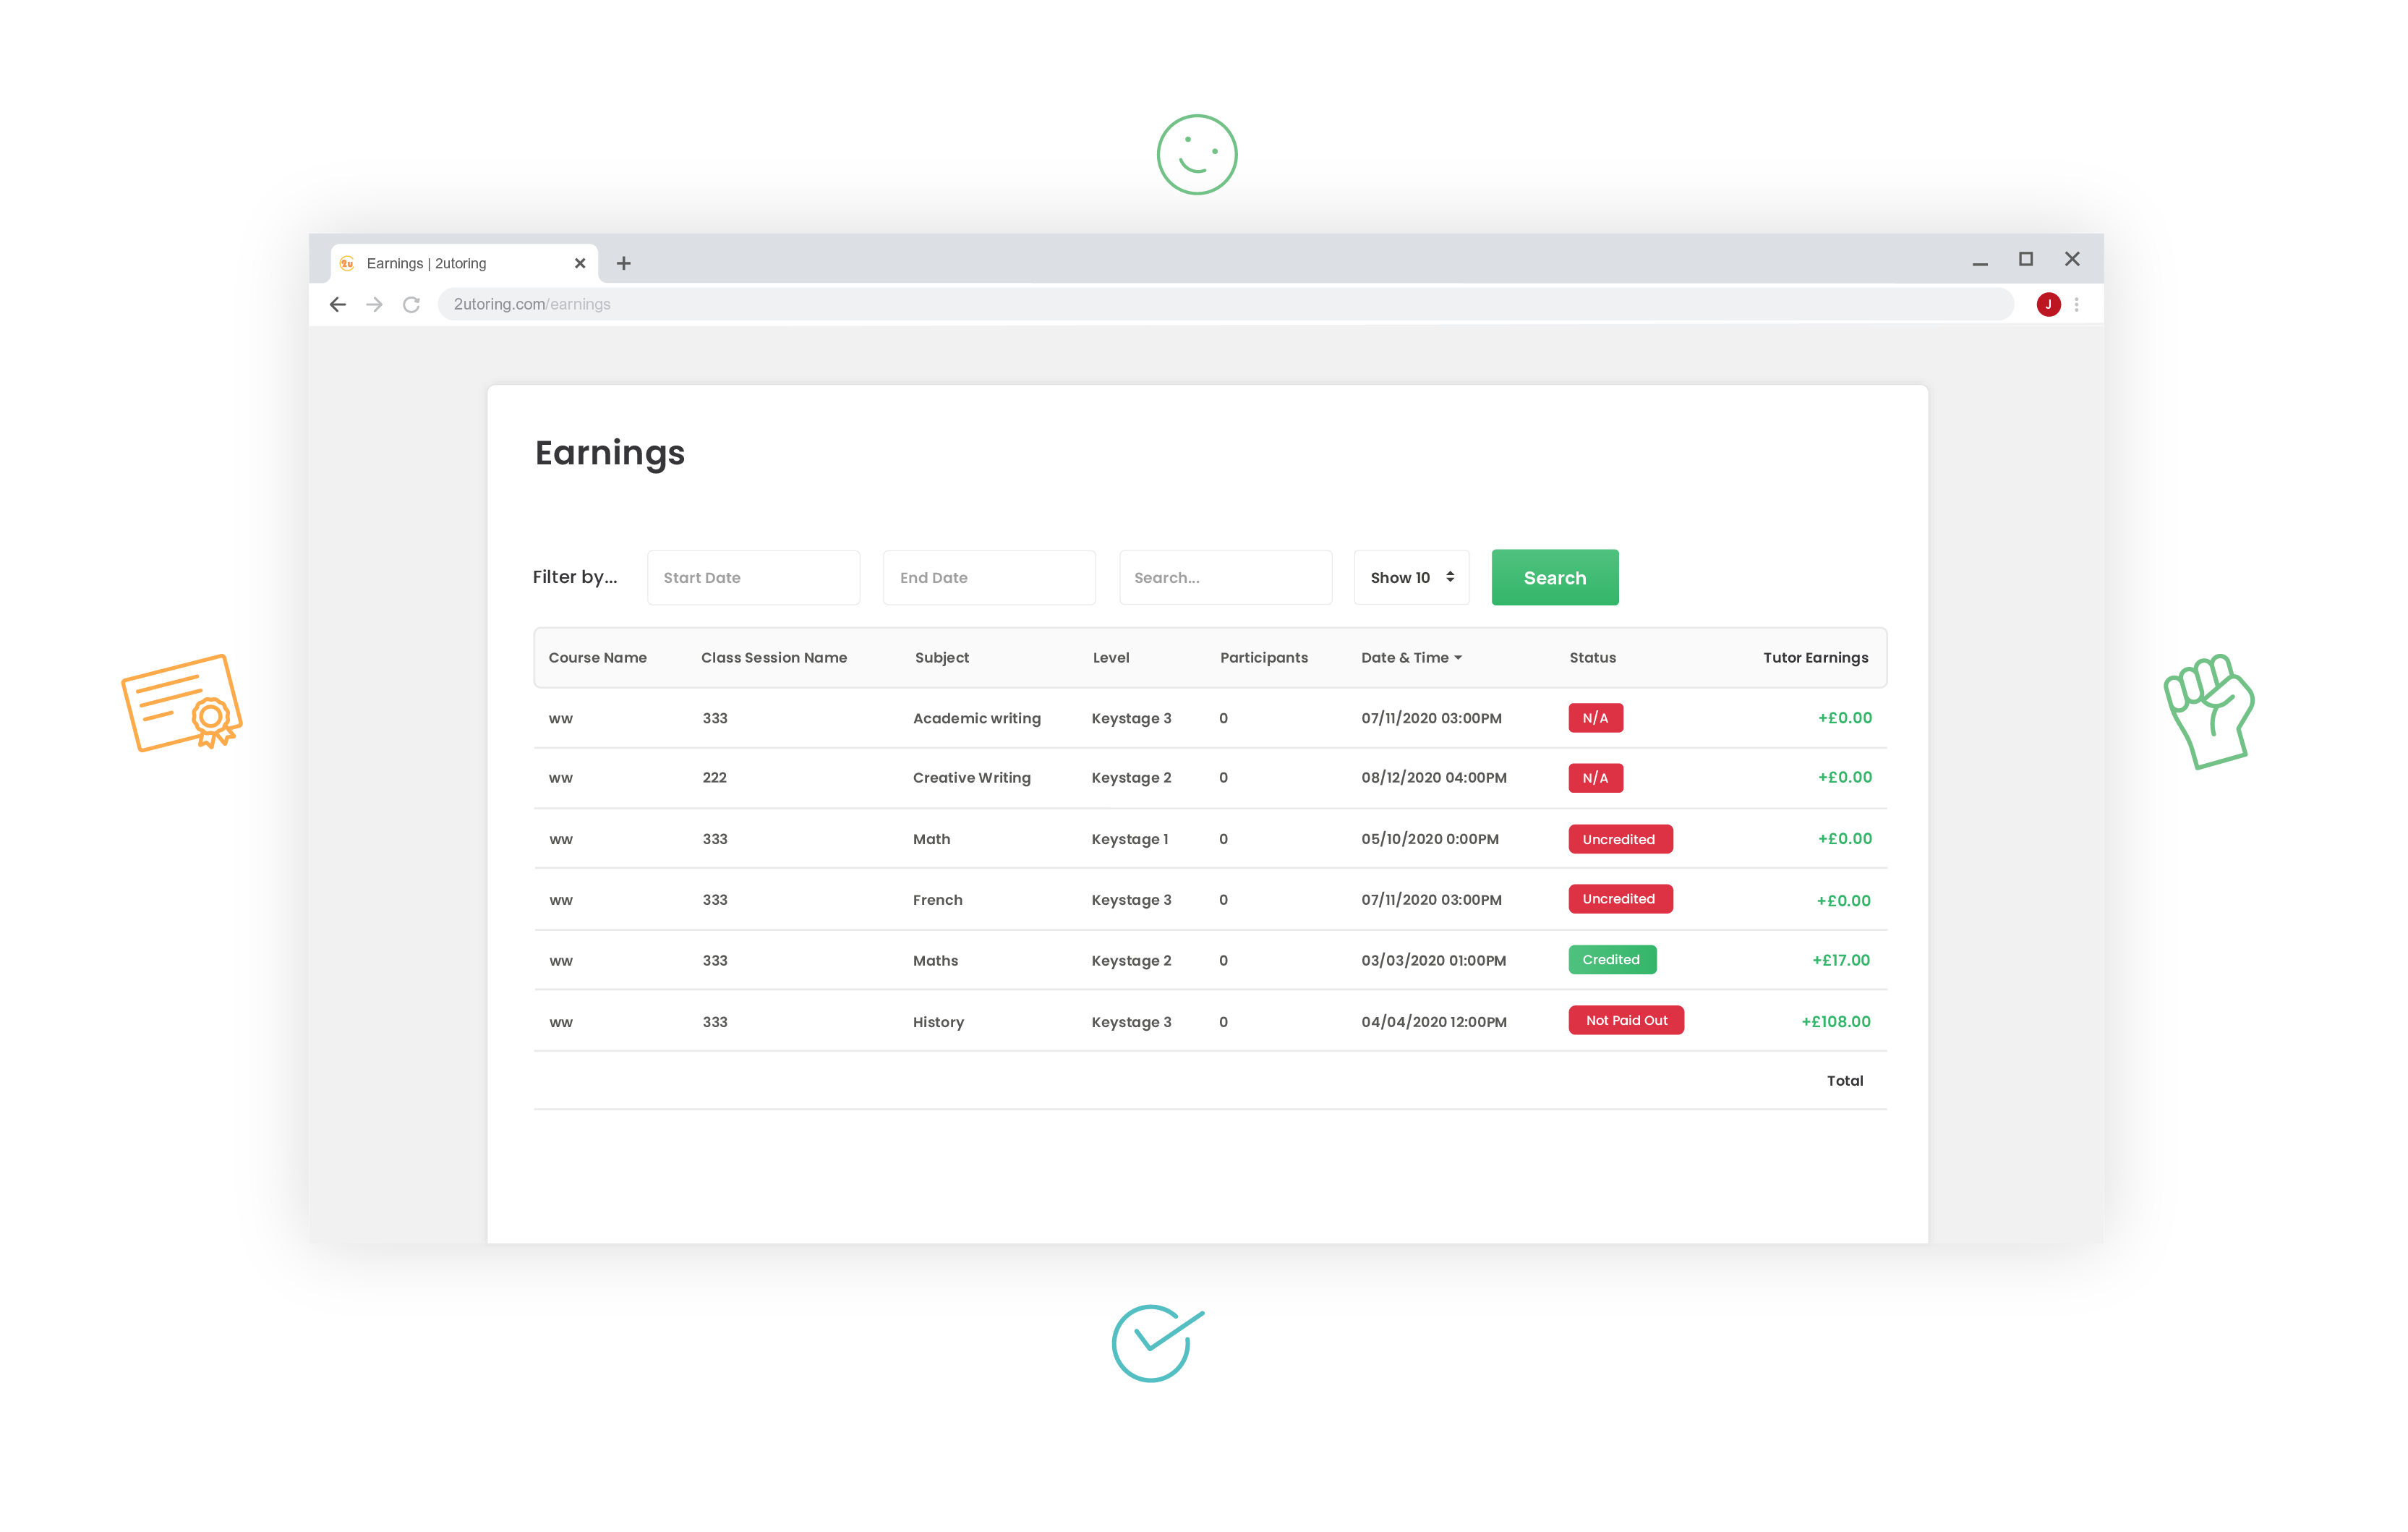 2u Earnings | 2utoring
2utoring.com/earnings J
Earnings
Filter by... Start Date End Date Search... Show 10 Search
Course Name Class Session Name Subject Level Participants Date & Time Status Tutor Earnings
ww 333 Academic writing Keystage 3 0 07/11/2020 03:00PM N/A +£0.00
ww 222 Creative Writing Keystage 2 0 08/12/2020 04:00PM N/A +£0.00
ww 333 Math Keystage 1 0 05/10/2020 0:00PM Uncredited +£0.00
ww 333 French Keystage 3 0 07/11/2020 03:00PM Uncredited +£0.00
ww 333 Maths Keystage 2 0 03/03/2020 01:00PM Credited +£17.00
ww 333 History Keystage 3 0 04/04/2020 12:00PM Not Paid Out +£108.00
Total